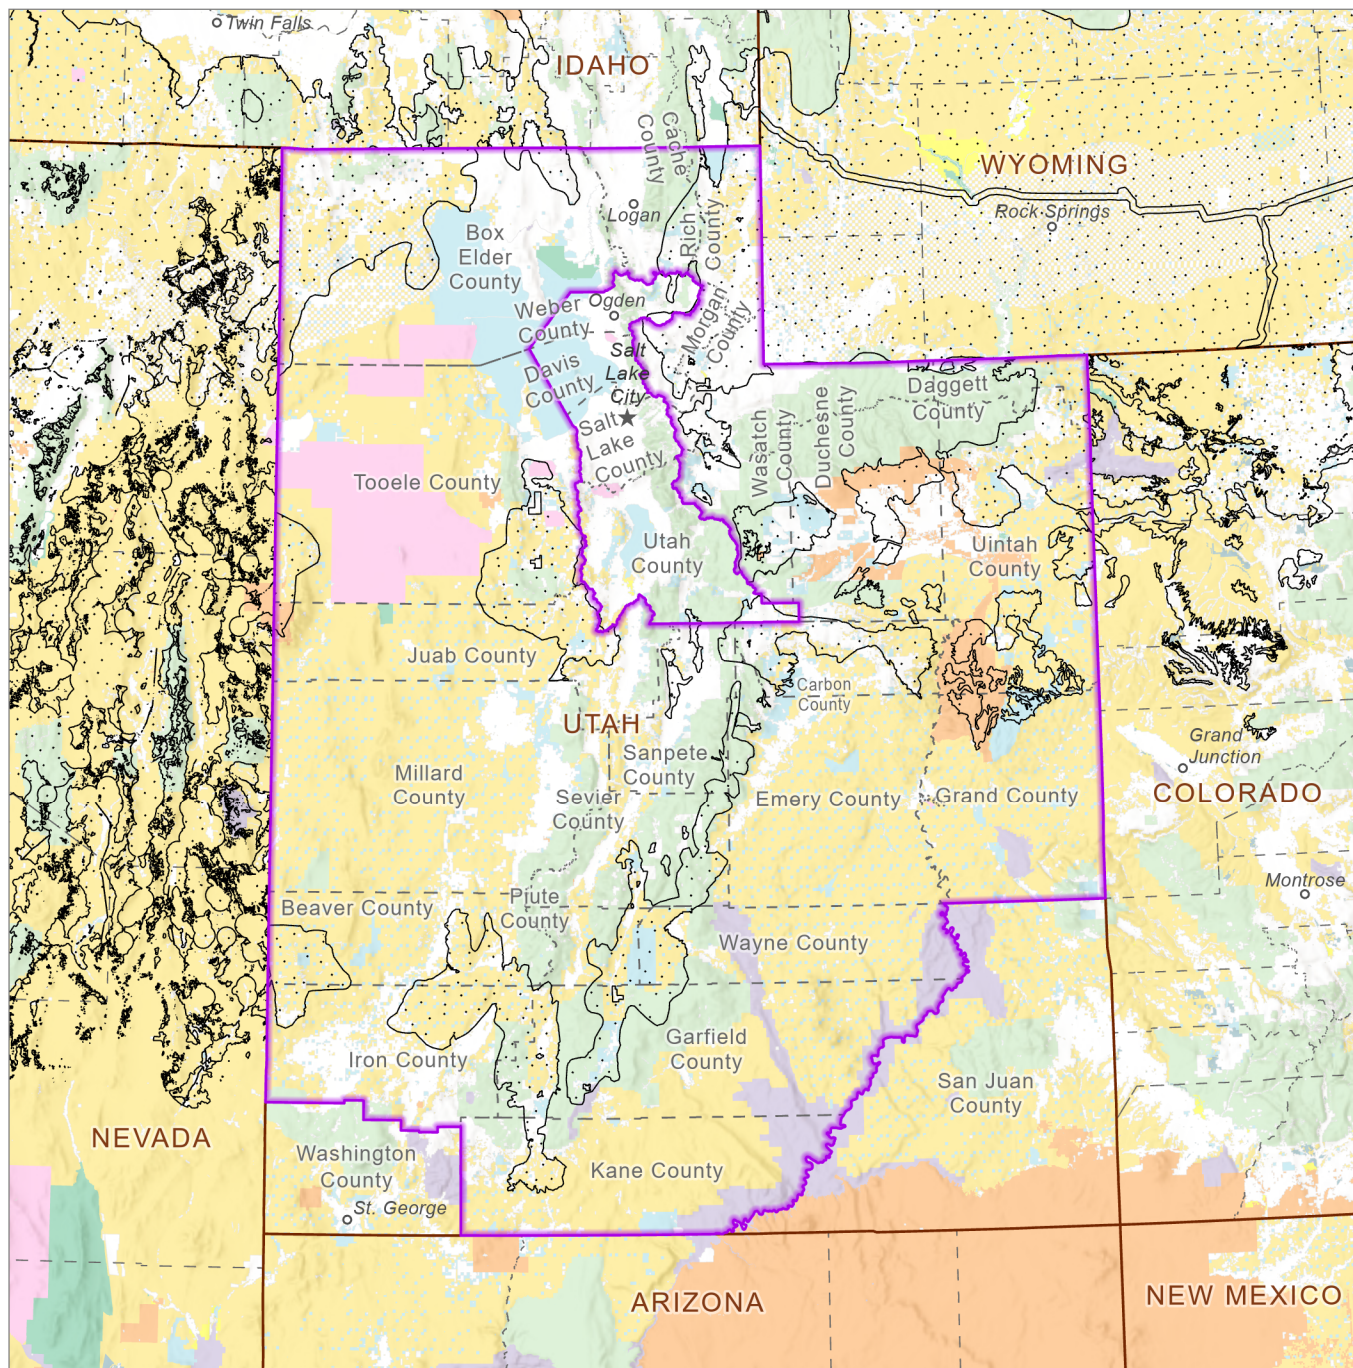 Twin Falls
IDAHO
Cache
County
WYOMING
Logan
Rich
County
Rock Springs
Box
Elder
County
Weber
County
Ogden
Morgan
County
Davis
County
Salt
Lake
City
Salt
Lake
County
Daggett
County
Wasatch
County
Duchesne
County
Tooele County
Utah
County
Uintah
County
Juab County
Carbon
County
UTAH
Sanpete
County
Grand
Junction
Millard
County
Sevier
County
Emery County
Grand County
COLORADO
Montrose
Beaver County
Piute
County
Wayne County
Iron County
Garfield
County
San Juan
County
NEVADA
Washington
County
Kane County
St. George
ARIZONA
NEW MEXICO